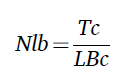 Nlb = Tc / LBc